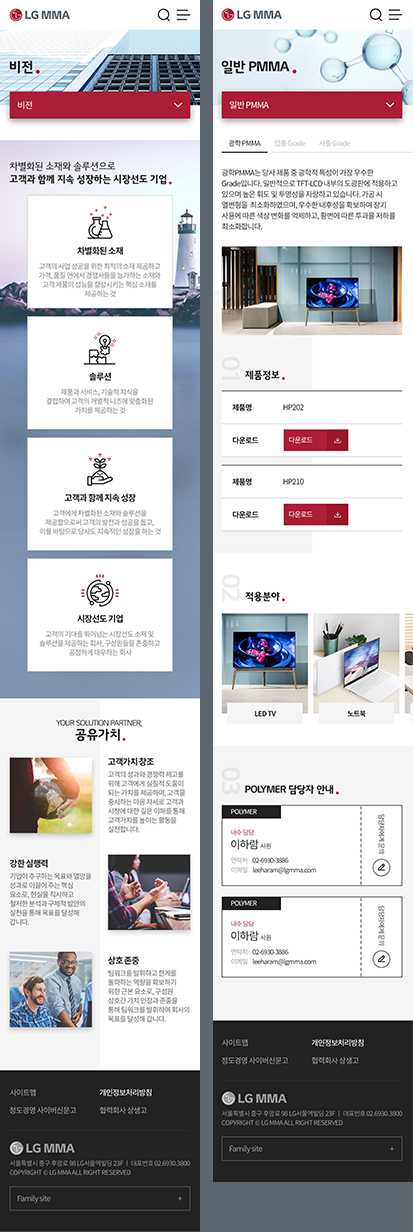 LG MMA
비전
비전
차별화된 소재와 솔루션으로
고객과 함께 지속 성장하는 시장선도 기업
차별화된 소재
고객의 사업 성공을 위한 최적의 소재 제공하고
가격, 품질 면에서 경쟁사들을 능가하는 소재와
고객 제품의 성능을 향상시키는 핵심 소재를
제공하는 것
솔루션
제품과 서비스, 기술적 지식을
결합하여 고객의 개별적 니즈에 맞춤화된
가치를 제공하는 것
고객과 함께 지속 성장
고객에게 차별화된 소재와 솔루션을
제공함으로써 고객의 발전과 성공을 돕고,
이를 바탕으로 당사도 지속적인 성장을 하는 것
시장선도 기업
고객의 기대를 뛰어넘는 시장선도 소재 및
솔루션을 제공하는 회사, 구성원들을 존중하고
공정하게 대우하는 회사
YOUR SOLUTION PARTNER,
공유가치
고객가치 창조
고객의 성과와 경쟁력 제고를
위해 고객에게 실질적 도움이
되는 가치를 제공하며, 고객을
중시하는 마음 자세로 고객과
시장에 대한 깊은 이해를 통해
고객가치를 높이는 활동을
실천합니다.
강한 실행력
기업이 추구하는 목표와 열망을
성과로 이끌어 주는 핵심
요소로, 현실을 직시하고
철저한 분석과 구체적 방안의
실천을 통해 목표를 달성해
갑니다.
상호 존중
팀워크를 발휘하고 한계를
돌파하는 역량을 확보하기
위한 근본 요소로, 구성원
상호간 가치 인정과 존중을
통해 팀워크를 발휘하여 회사의
목표를 달성해 갑니다.
사이트맵
개인정보처리방침
정도경영 사이버신문고
협력회사 상생고
LG MMA
서울특별시 중구 후암로 98 LG서울역빌딩 23F ㅣ 대표번호 02.6930.3800
COPYRIGHT © LG MMA ALL RIGHT RESERVED
Family site +
LG MMA
일반 PMMA
일반 PMMA
광학 PMMA
압출 Grade
사출 Grade
광학PMMA는 당사 제품 중 광학적 특성이 가장 우수한
Grade입니다. 일반적으로 TFT-LCD 내부의 도광판에 적용하고
있으며 높은 휘도 및 투명성을 자랑하고 있습니다. 가공 시
열변형을 최소화하였으며, 우수한 내후성을 확보하여 장기
사용에 따른 색상 변화를 억제하고, 황변에 따른 투과율 저하를
최소화합니다.
01
제품정보
제품명
HP202
다운로드
다운로드
제품명
HP210
다운로드
다운로드
02
적용분야
LED TV
노트북
03
POLYMER 담당자 안내
POLYMER
내수 담당
이하람 사원
연락처 02-6930-3886
이메일 leeharam@lgmma.com
담당자에게 문의
POLYMER
내수 담당
이하람 사원
연락처 02-6930-3886
이메일 leeharam@lgmma.com
담당자에게 문의
사이트맵
개인정보처리방침
정도경영 사이버신문고
협력회사 상생고
LG MMA
서울특별시 중구 후암로 98 LG서울역빌딩 23F ㅣ 대표번호 02.6930.3800
COPYRIGHT © LG MMA ALL RIGHT RESERVED
Family site +